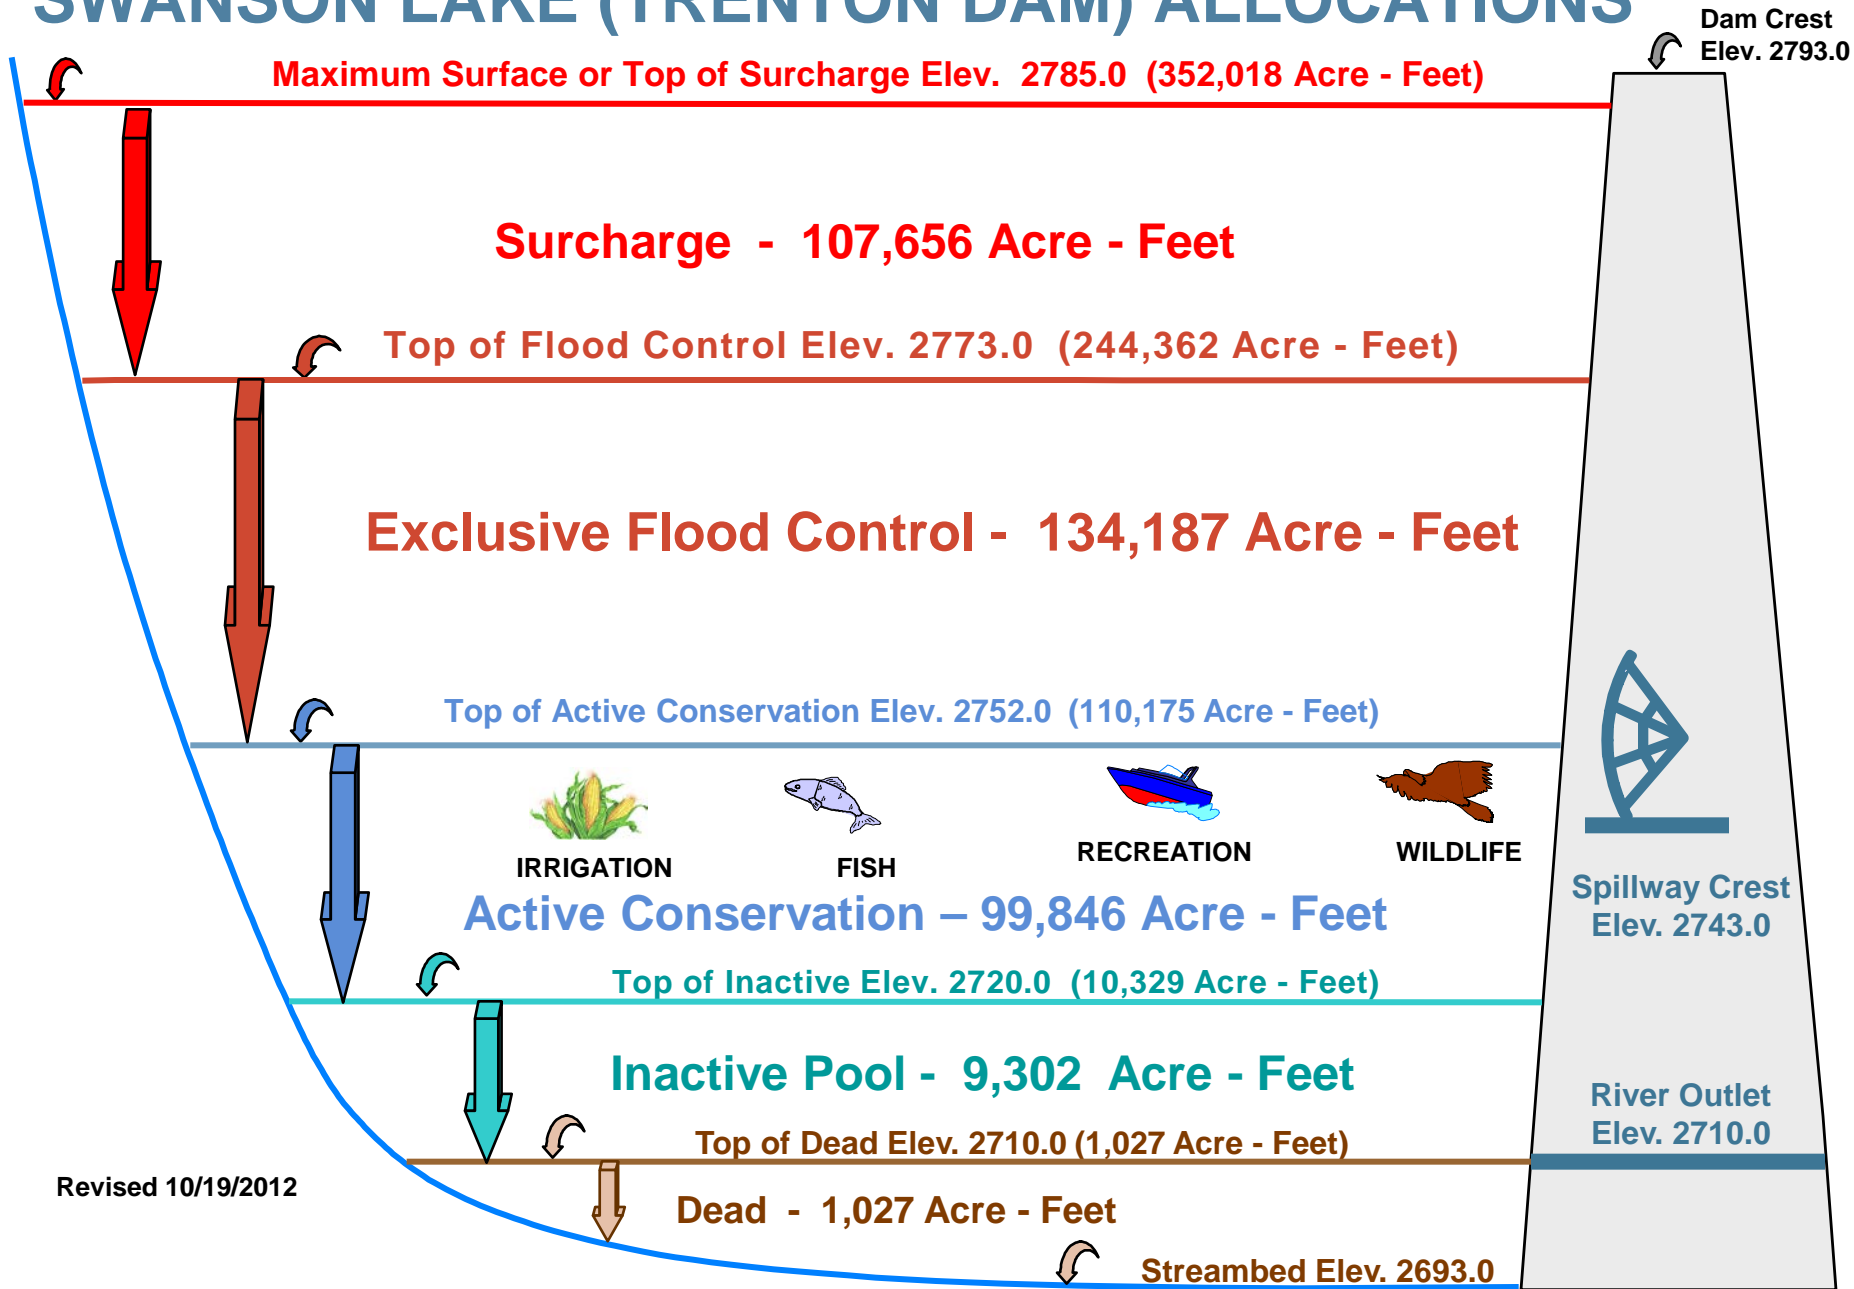 SWANSON LAKE (TRENTON DAM) ALLOCATIONS
Dam Crest
Elev. 2793.0
Maximum Surface or Top of Surcharge Elev. 2785.0 (352,018 Acre - Feet)
Surcharge - 107,656 Acre - Feet
Top of Flood Control Elev. 2773.0 (244,362 Acre - Feet)
Exclusive Flood Control - 134,187 Acre - Feet
Top of Active Conservation Elev. 2752.0 (110,175 Acre - Feet)
IRRIGATION
FISH
RECREATION
WILDLIFE
Active Conservation – 99,846 Acre - Feet
Spillway Crest
Elev. 2743.0
Top of Inactive Elev. 2720.0 (10,329 Acre - Feet)
Inactive Pool - 9,302 Acre - Feet
River Outlet
Elev. 2710.0
Top of Dead Elev. 2710.0 (1,027 Acre - Feet)
Revised 10/19/2012
Dead - 1,027 Acre - Feet
Streambed Elev. 2693.0